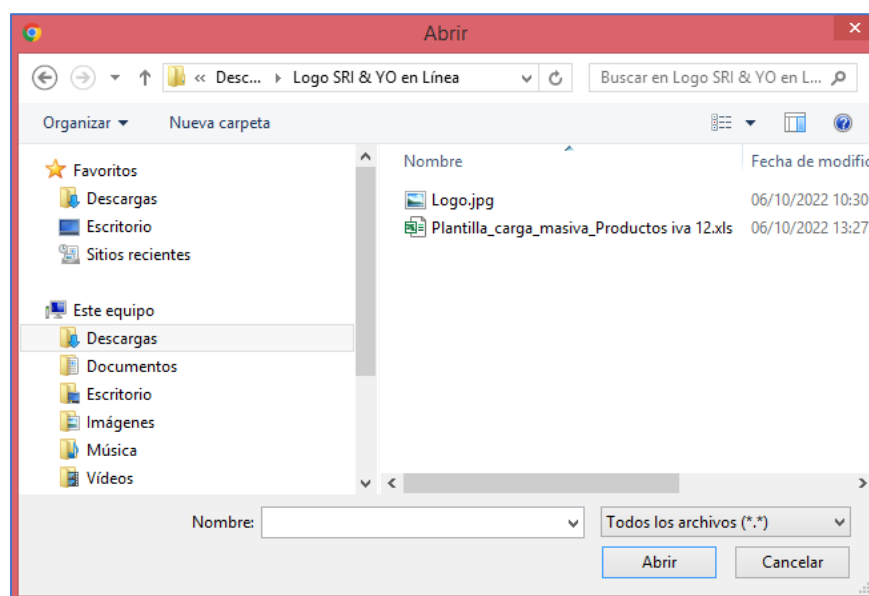 Abrir
« Desc... Logo SRI & YO en Línea
Buscar en Logo SRI & YO en L...
Organizar
Nueva carpeta
Favoritos
Descargas
Escritorio
Sitios recientes
Este equipo
Descargas
Documentos
Escritorio
Imágenes
Música
Vídeos
Nombre
Fecha de modific
Logo.jpg
06/10/2022 10:30
Plantilla_carga_masiva_Productos iva 12.xls
06/10/2022 13:27
Nombre:
Todos los archivos (*.*)
Abrir
Cancelar